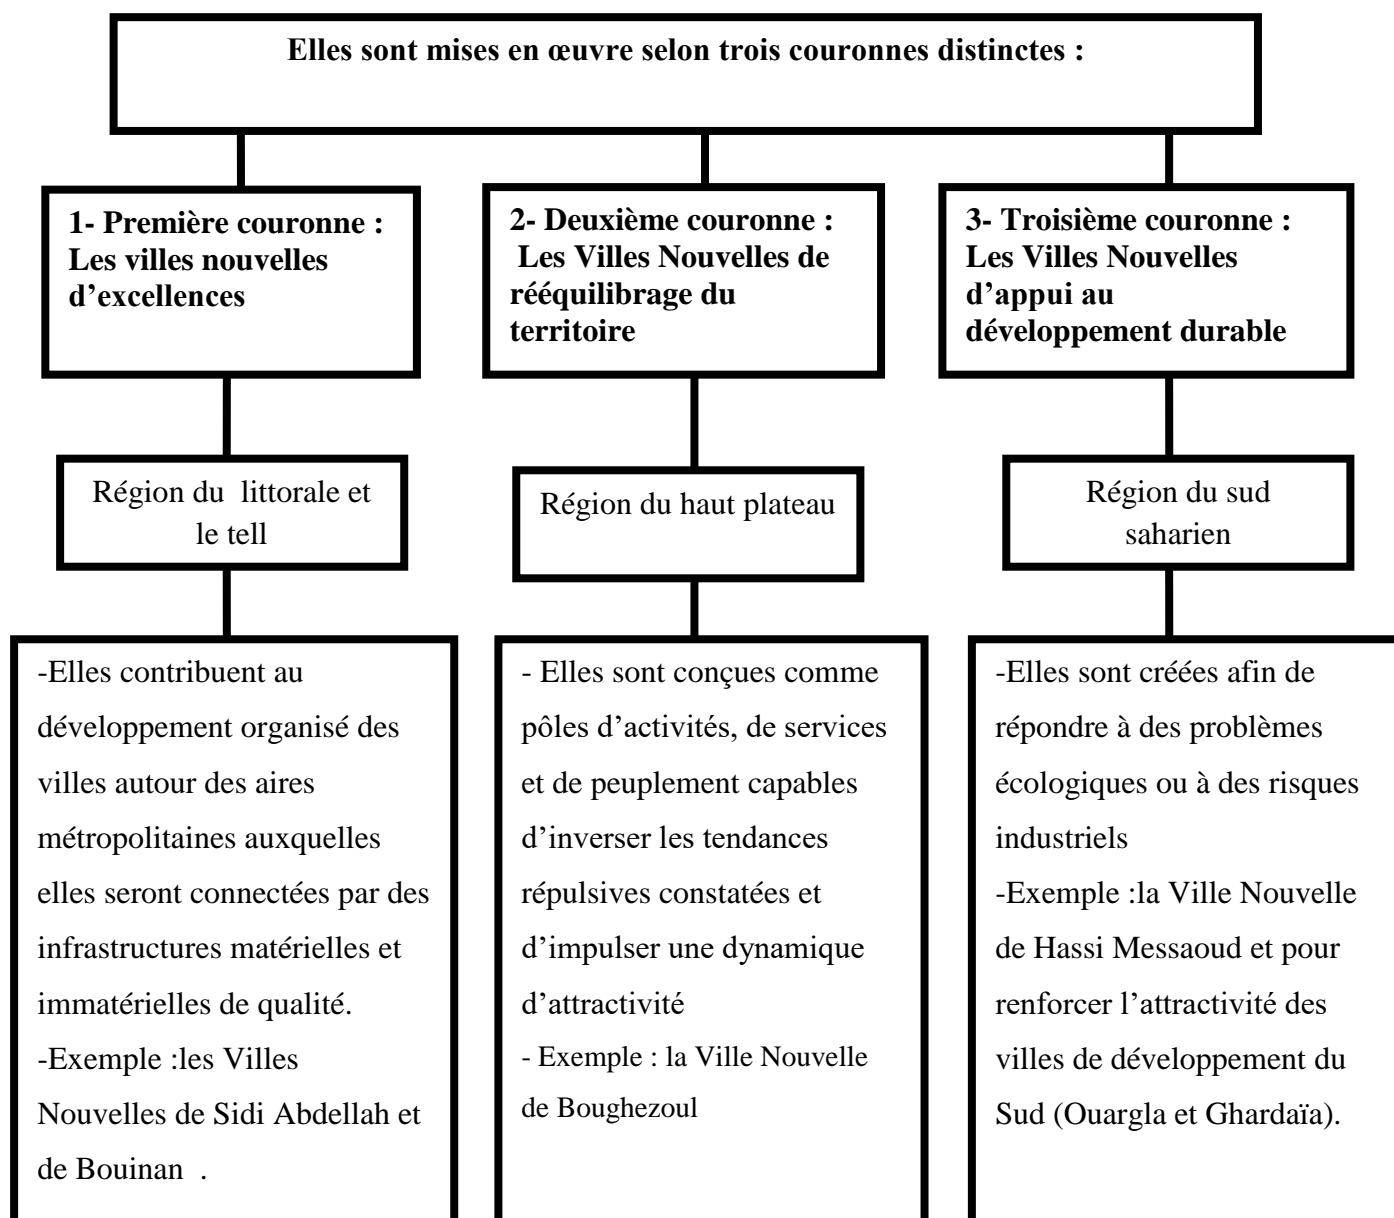 Elles sont mises en œuvre selon trois couronnes distinctes :
1- Première couronne :
Les villes nouvelles
d’excellences
2- Deuxième couronne :
Les Villes Nouvelles de
rééquilibrage du
territoire
3- Troisième couronne :
Les Villes Nouvelles
d’appui au
développement durable
Région du littorale et
le tell
Région du haut plateau
Région du sud
saharien
-Elles contribuent au
développement organisé des
villes autour des aires
métropolitaines auxquelles
elles seront connectées par des
infrastructures matérielles et
immatérielles de qualité.
-Exemple :les Villes
Nouvelles de Sidi Abdellah et
de Bouinan .
- Elles sont conçues comme
pôles d’activités, de services
et de peuplement capables
d’inverser les tendances
répulsives constatées et
d’impulser une dynamique
d’attractivité
- Exemple : la Ville Nouvelle
de Boughezoul
-Elles sont créées afin de
répondre à des problèmes
écologiques ou à des risques
industriels
-Exemple :la Ville Nouvelle
de Hassi Messaoud et pour
renforcer l’attractivité des
villes de développement du
Sud (Ouargla et Ghardaïa).